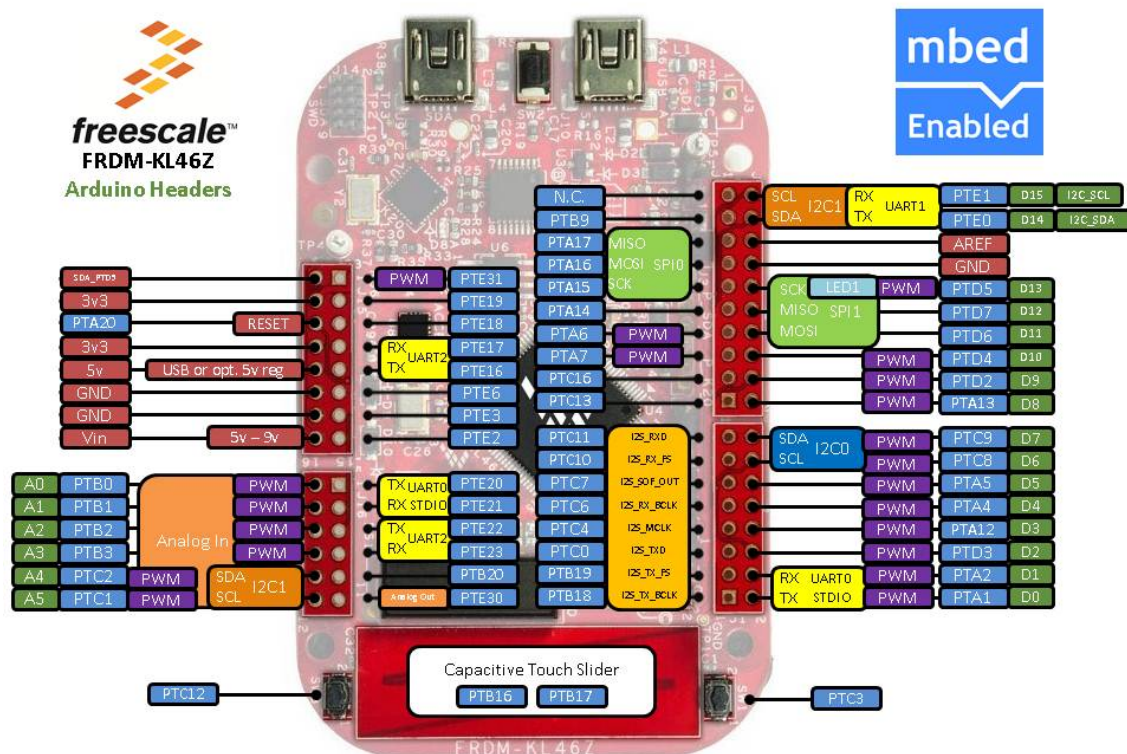 freescale™
FRDM-KL46Z
Arduino Headers
mbed
Enabled
N.C.
PTB9
PTA17 MISO
PTA16 MOSI SPI0
PTA15 SCK
PTA14
PTA6 PWM
PTA7 PWM
PTC16
PTC13
SCL I2C1 RX UART1 PTE1 D15 I2C_SCL
SDA TX PTE0 D14 I2C_SDA
AREF
GND
SCK LED1 PWM PTD5 D13
MISO SPI1 PTD7 D12
MOSI PTD6 D11
PWM PTD4 D10
PWM PTD2 D9
PWM PTA13 D8
SDA_PTD5
3v3
PTA20 RESET
3v3
5v USB or opt. 5v reg
GND
GND
Vin 5v – 9v
PWM PTE31
PTE19
PTE18
RX UART2 PTE17
TX PTE16
PTE6
PTE3
PTE2
PTC11 I2S_RXD
PTC10 I2S_RX_FS
PTC7 I2S_SOF_OUT
PTC6 I2S_RX_BCLK
PTC4 I2S_MCLK
PTC0 I2S_TXD
PTB19 I2S_TX_FS
PTB18 I2S_TX_BCLK
SDA I2C0 PWM PTC9 D7
SCL PWM PTC8 D6
PWM PTA5 D5
PWM PTA4 D4
PWM PTA12 D3
PWM PTD3 D2
RX UART0 PWM PTA2 D1
TX STDIO PWM PTA1 D0
A0 PTB0 Analog In PWM
A1 PTB1 PWM
A2 PTB2 PWM
A3 PTB3 PWM
A4 PTC2 PWM SDA I2C1
A5 PTC1 PWM SCL
TX UART0 PTE20
RX STDIO PTE21
TX UART2 PTE22
RX PTE23
PTB20
Analog Out PTE30
Capacitive Touch Slider
PTB16 PTB17
PTC12
PTC3
FRDM-KL46Z